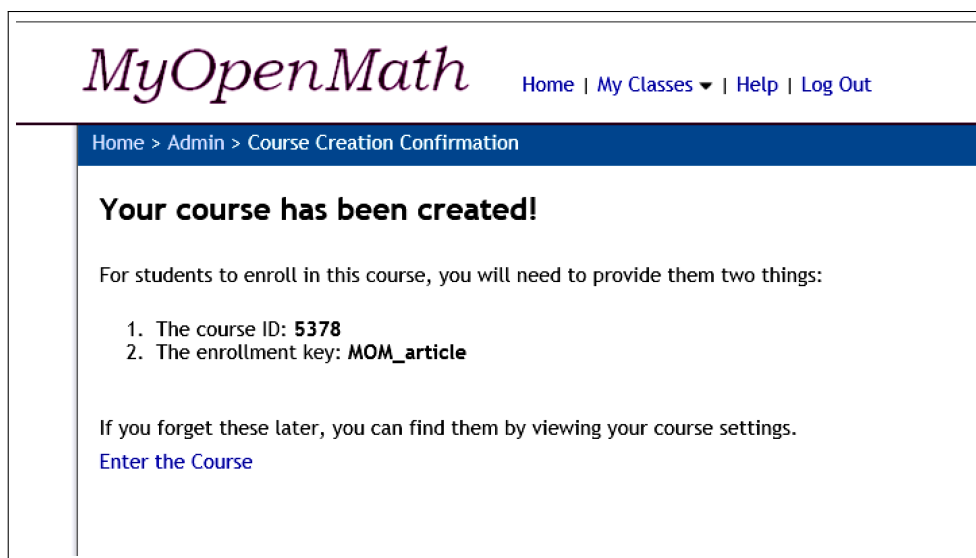 MyOpenMath
Home | My Classes ▾ | Help | Log Out
Home > Admin > Course Creation Confirmation
Your course has been created!
For students to enroll in this course, you will need to provide them two things:
1. The course ID: 5378
2. The enrollment key: MOM_article
If you forget these later, you can find them by viewing your course settings.
Enter the Course